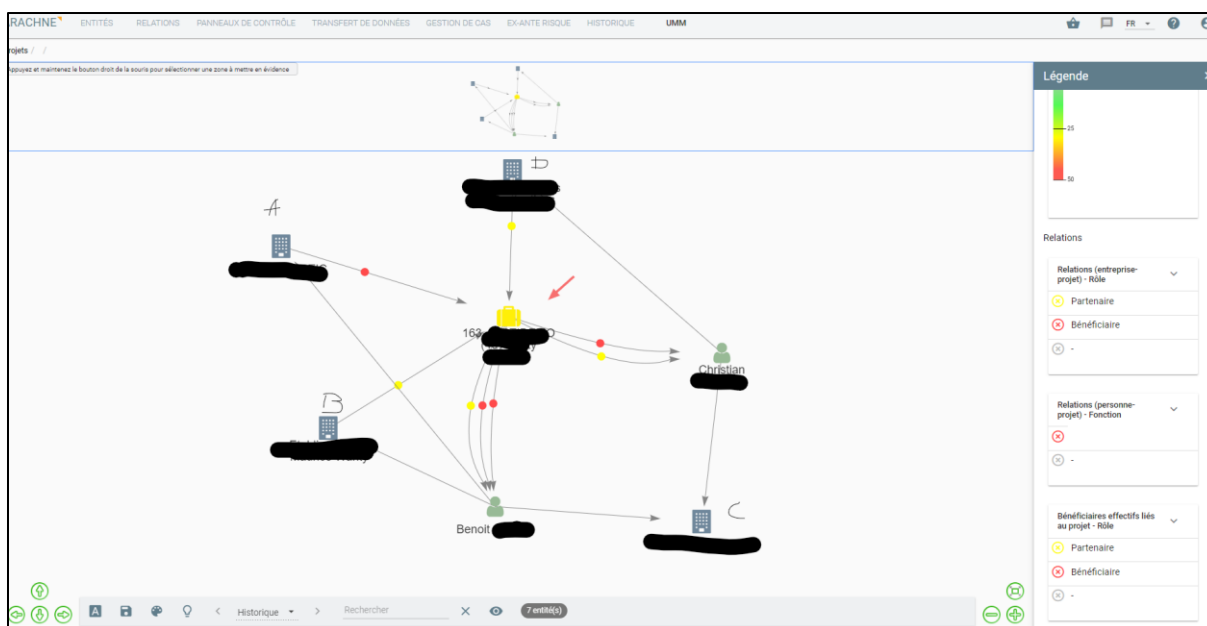 ARACHNE ENTITÉS RELATIONS PANNEAUX DE CONTRÔLE TRANSFERT DE DONNÉES GESTION DE CAS EX-ANTE RISQUE HISTORIQUE UMM FR
rojets / /
Appuyez et maintenez le bouton droit de la souris pour sélectionner une zone à mettre en évidence
Légende
25
50
D
A
163
Christian
B
Benoit
C
Relations
Relations (entreprise-
projet) - Rôle
Partenaire
Bénéficiaire
-
Relations (personne-
projet) - Fonction
-
Bénéficiaires effectifs liés
au projet - Rôle
Partenaire
Bénéficiaire
-
A Historique Rechercher 7 entité(s)